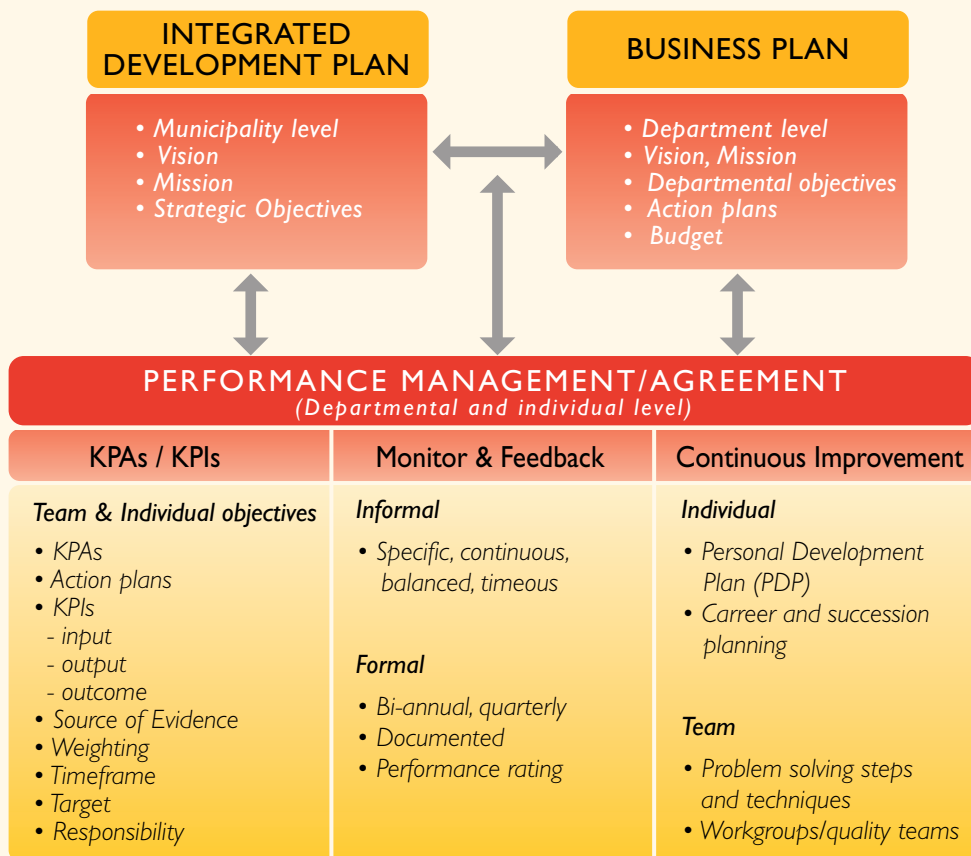 INTEGRATED
DEVELOPMENT PLAN
• Municipality level
• Vision
• Mission
• Strategic Objectives
BUSINESS PLAN
• Department level
• Vision, Mission
• Departmental objectives
• Action plans
• Budget
PERFORMANCE MANAGEMENT/AGREEMENT
(Departmental and individual level)
KPAs / KPIs
Team & Individual objectives
• KPAs
• Action plans
• KPIs
- input
- output
- outcome
• Source of Evidence
• Weighting
• Timeframe
• Target
• Responsibility
Monitor & Feedback
Informal
• Specific, continuous,
balanced, timeous
Formal
• Bi-annual, quarterly
• Documented
• Performance rating
Continuous Improvement
Individual
• Personal Development
Plan (PDP)
• Carreer and succession
planning
Team
• Problem solving steps
and techniques
• Workgroups/quality teams